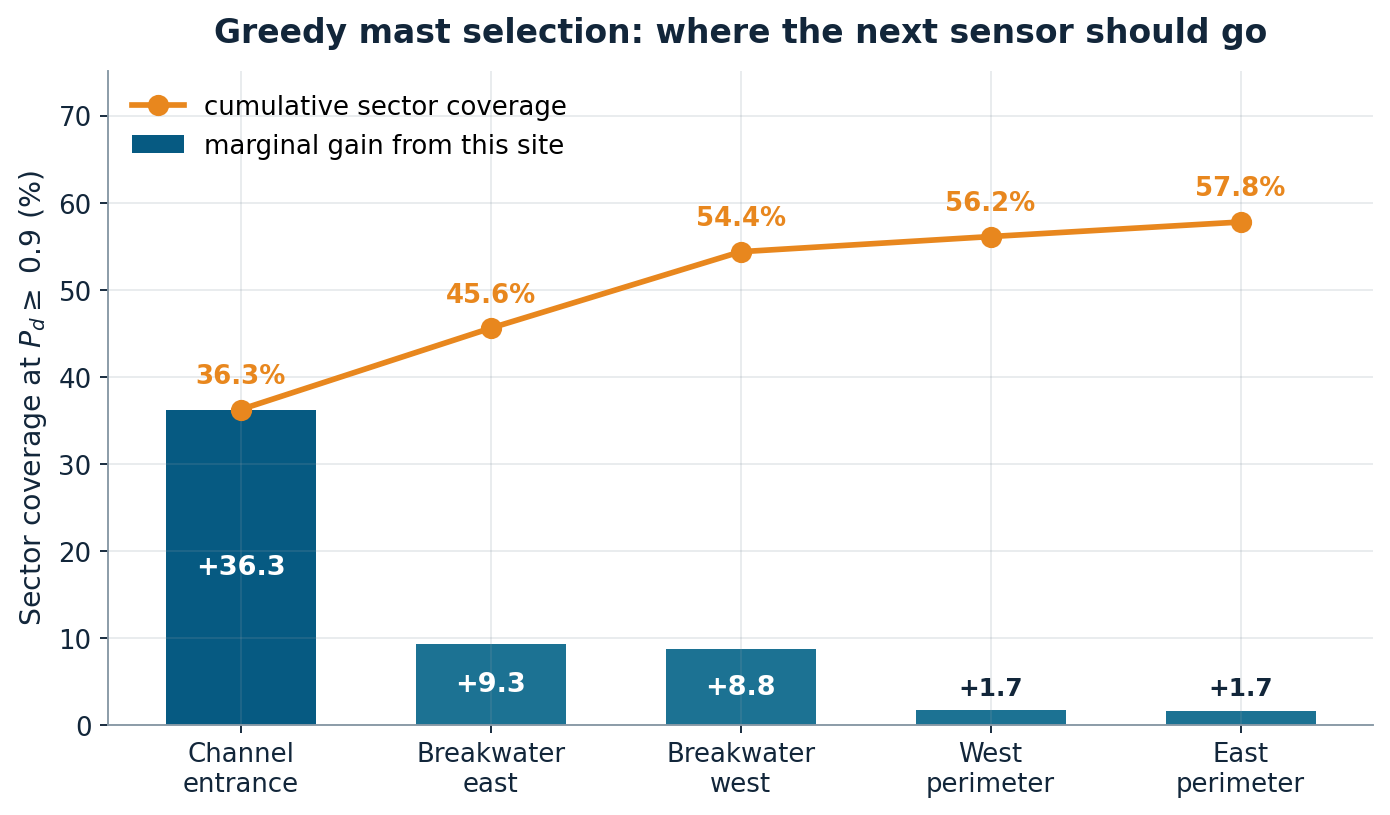 Greedy mast selection: where the next sensor should go
cumulative sector coverage
marginal gain from this site
Sector coverage at P_d ≥ 0.9 (%)
70
60
50
40
30
20
10
0
36.3%
45.6%
54.4%
56.2%
57.8%
+36.3
+9.3
+8.8
+1.7
+1.7
Channel
entrance
Breakwater
east
Breakwater
west
West
perimeter
East
perimeter